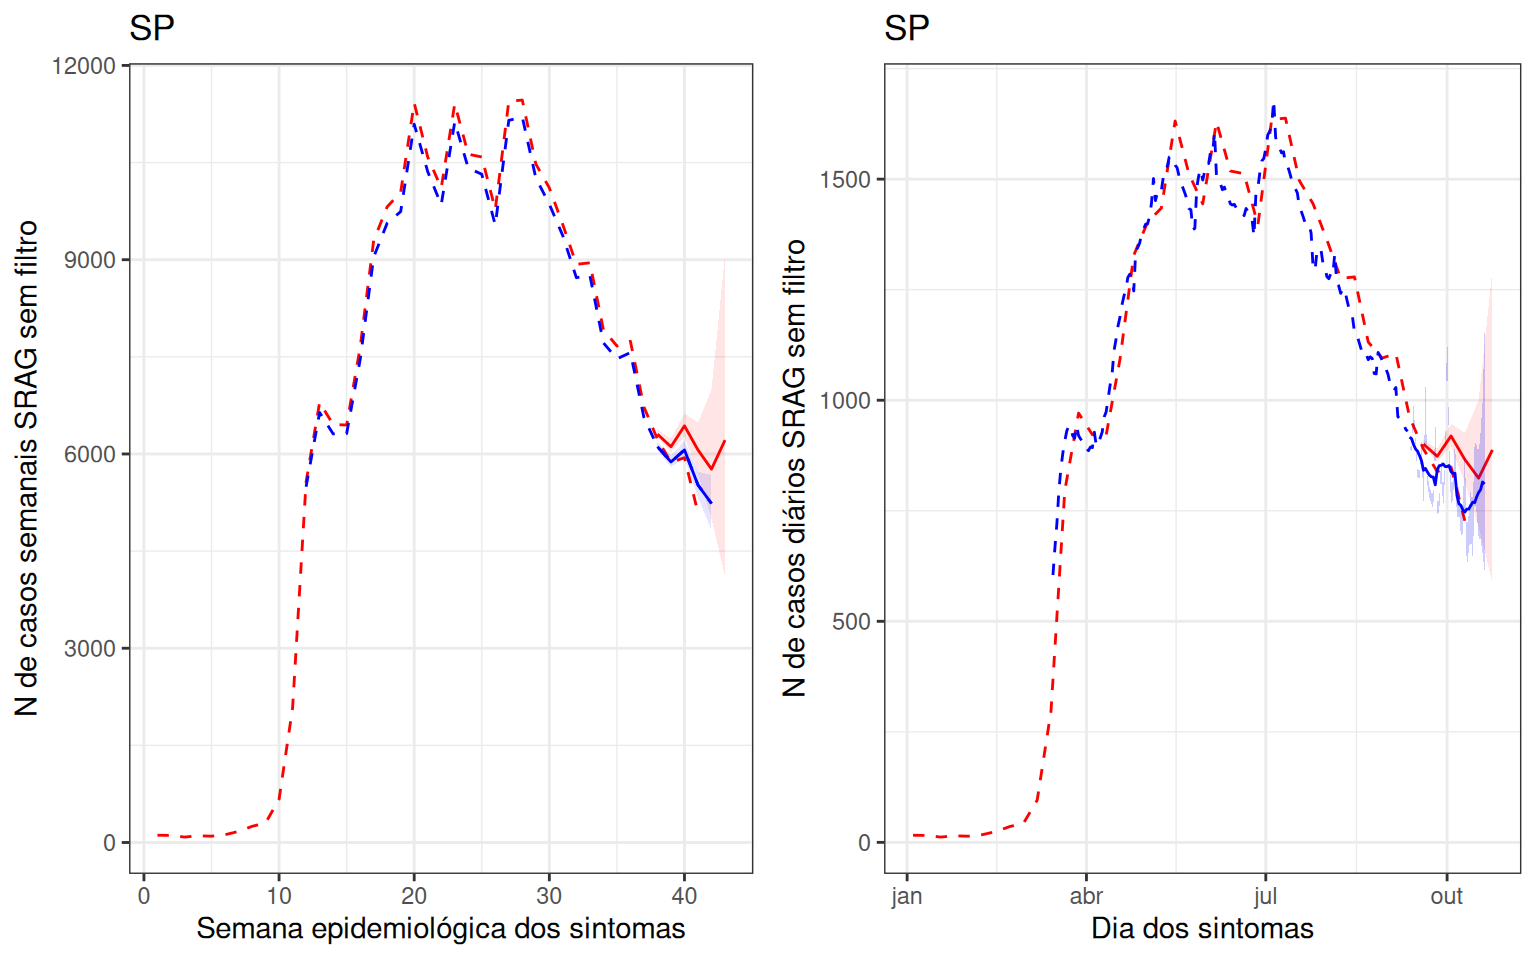 SP
N de casos semanais SRAG sem filtro
12000
9000
6000
3000
0
0 10 20 30 40
Semana epidemiológica dos sintomas
SP
N de casos diários SRAG sem filtro
1500
1000
500
0
jan abr jul out
Dia dos sintomas